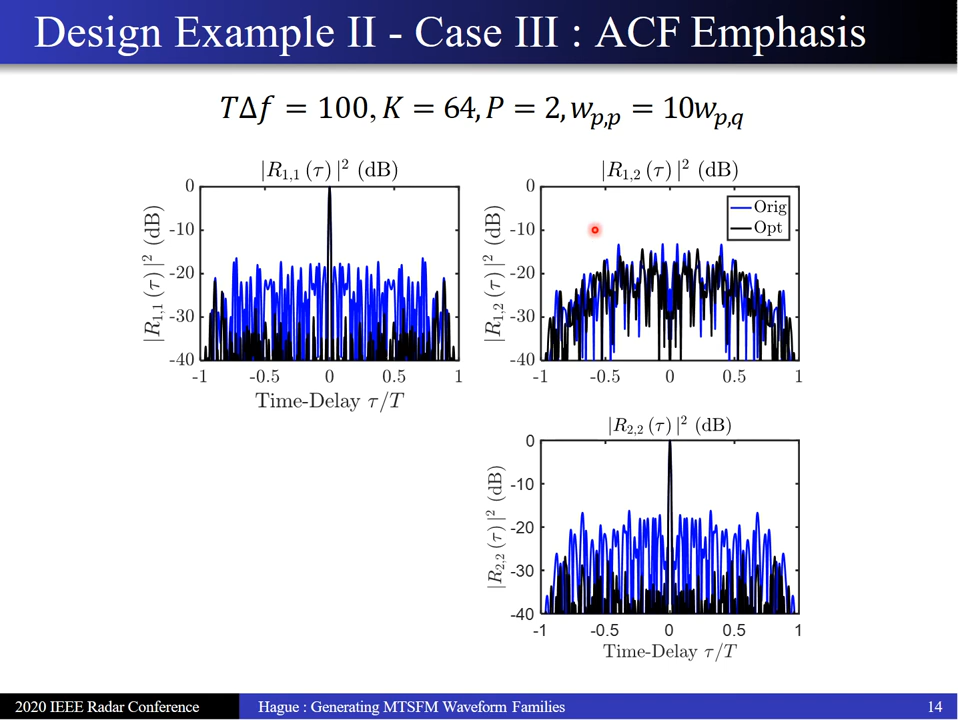 Design Example II - Case III : ACF Emphasis
TΔf = 100, K = 64, P = 2, w_{p,p} = 10w_{p,q}
|R_{1,1} (τ) |² (dB)
|R_{1,1} (τ) |² (dB)
0
-10
-20
-30
-40
-1 -0.5 0 0.5 1
Time-Delay τ/T
|R_{1,2} (τ) |² (dB)
|R_{1,2} (τ) |² (dB)
Orig
Opt
0
-10
-20
-30
-40
-1 -0.5 0 0.5 1
|R_{2,2} (τ) |² (dB)
|R_{2,2} (τ) |² (dB)
0
-10
-20
-30
-40
-1 -0.5 0 0.5 1
Time-Delay τ/T
2020 IEEE Radar Conference Hague : Generating MTSFM Waveform Families 14